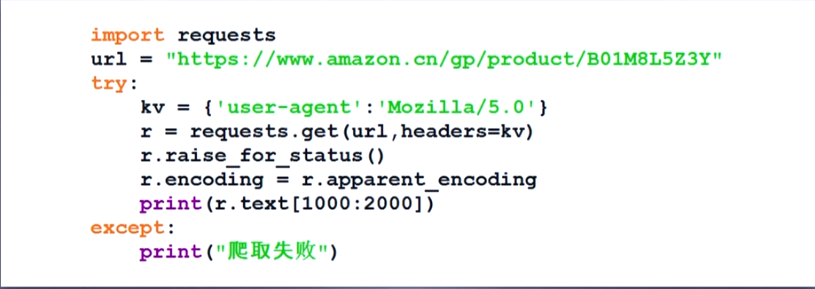 import requests
url = "https://www.amazon.cn/gp/product/B01M8L5Z3Y"
try:
    kv = {'user-agent':'Mozilla/5.0'}
    r = requests.get(url,headers=kv)
    r.raise_for_status()
    r.encoding = r.apparent_encoding
    print(r.text[1000:2000])
except:
    print("爬取失败")